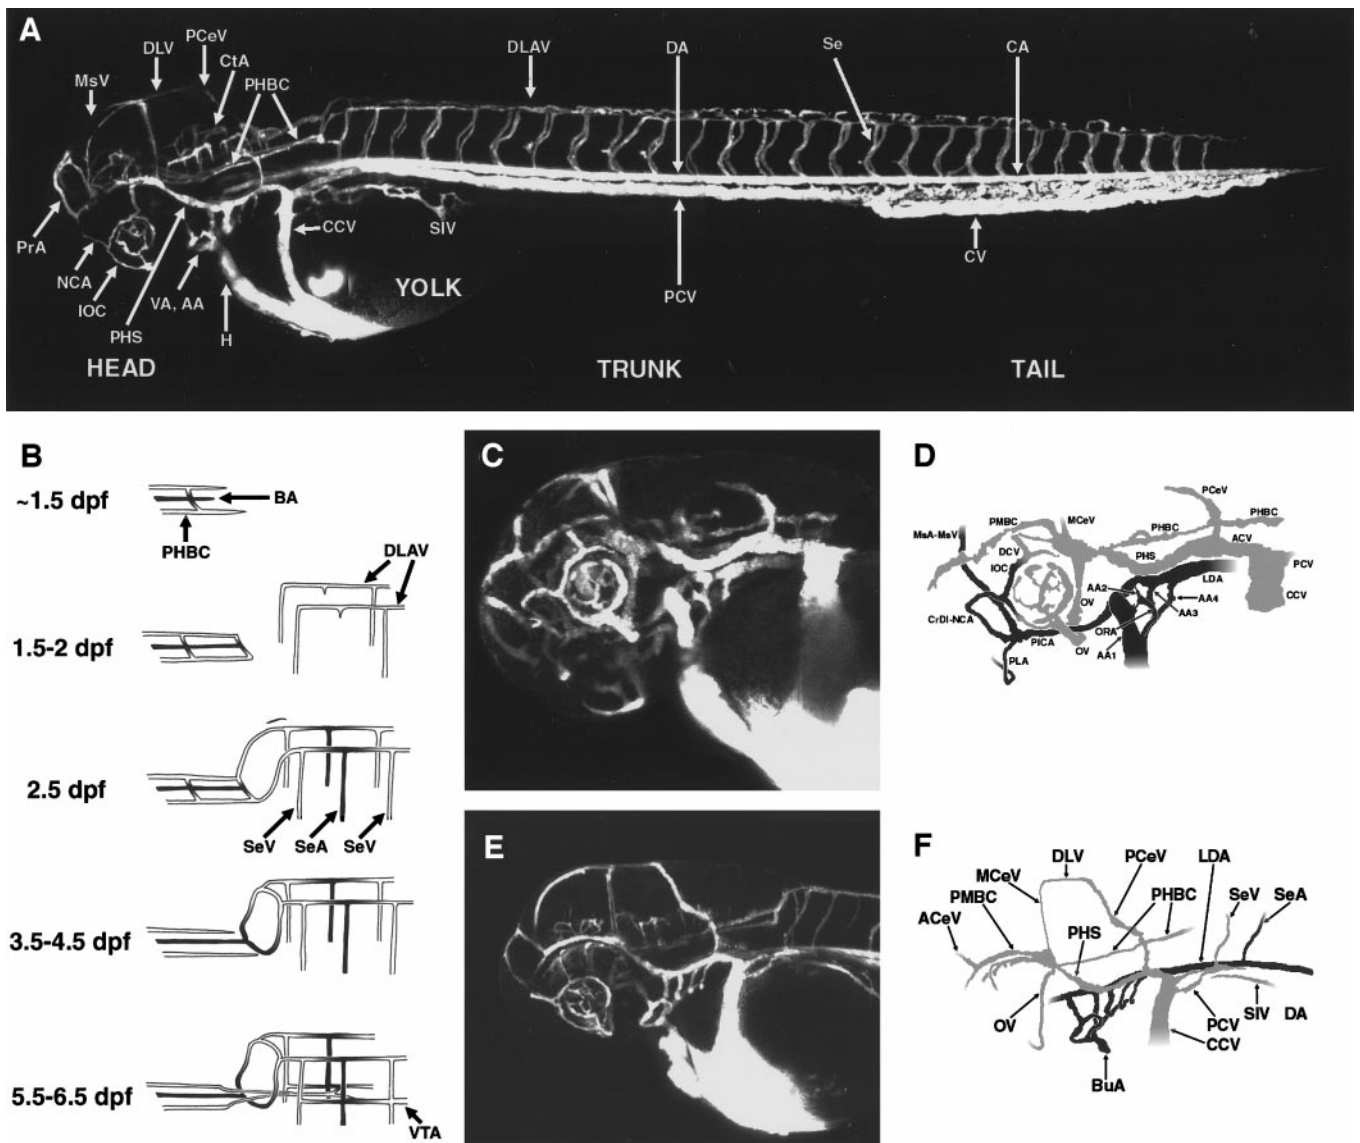 A
PCeV
DLV
CtA
MsV
PHBC
DLAV
DA
Se
CA
PrA
NCA
IOC
PHS
VA, AA
H
CCV
SIV
YOLK
PCV
CV
HEAD
TRUNK
TAIL
B
~1.5 dpf
BA
PHBC
DLAV
1.5-2 dpf
2.5 dpf
SeV SeA SeV
3.5-4.5 dpf
5.5-6.5 dpf
VTA
C
D
PCeV
PMBC
MCeV
PHBC
PHBC
MsA-MsV
ACV
DCV
PHS
IOC
PCV
LDA
AA2
AA4
CCV
OV
AA3
CrDI-NCA
ORA
PICA
OV
AA1
PLA
E
F
DLV
PCeV
LDA
MCeV
PMBC
PHBC
SeV
SeA
ACeV
PHS
OV
PCV
SIV
DA
CCV
BuA